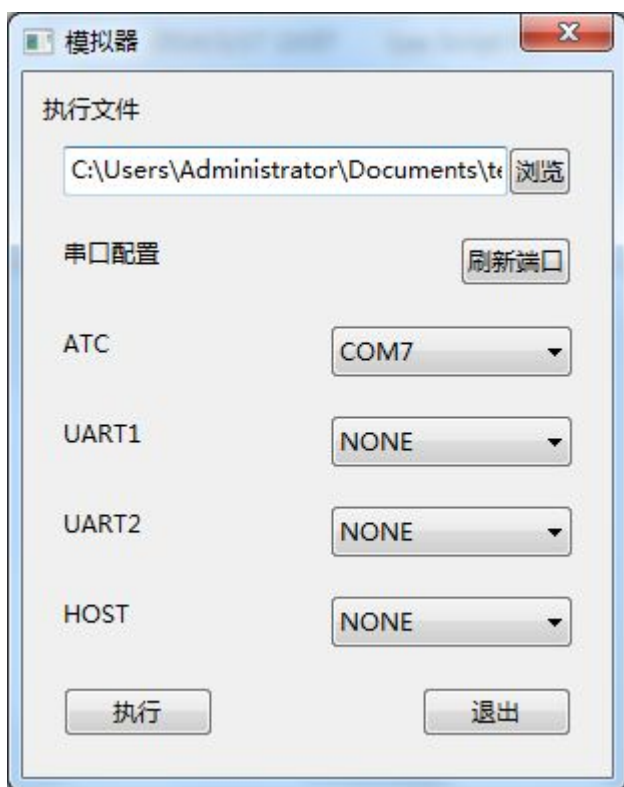 模拟器
执行文件
C:\Users\Administrator\Documents\te 浏览
串口配置 刷新端口
ATC COM7
UART1 NONE
UART2 NONE
HOST NONE
执行 退出